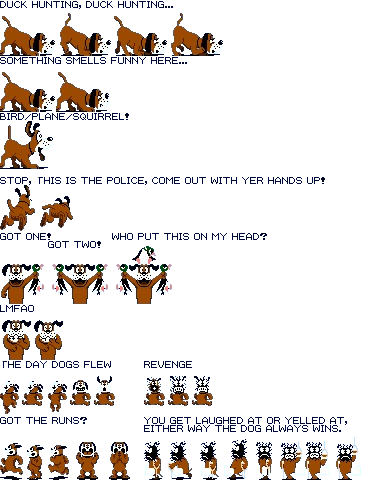 DUCK HUNTING, DUCK HUNTING...
SOMETHING SMELLS FUNNY HERE...
BIRD/PLANE/SQUIRREL!
STOP, THIS IS THE POLICE, COME OUT WITH YER HANDS UP!
GOT ONE!
GOT TWO!
WHO PUT THIS ON MY HEAD?
LMFAO
THE DAY DOGS FLEW
REVENGE
GOT THE RUNS?
YOU GET LAUGHED AT OR YELLED AT,
EITHER WAY THE DOG ALWAYS WINS.